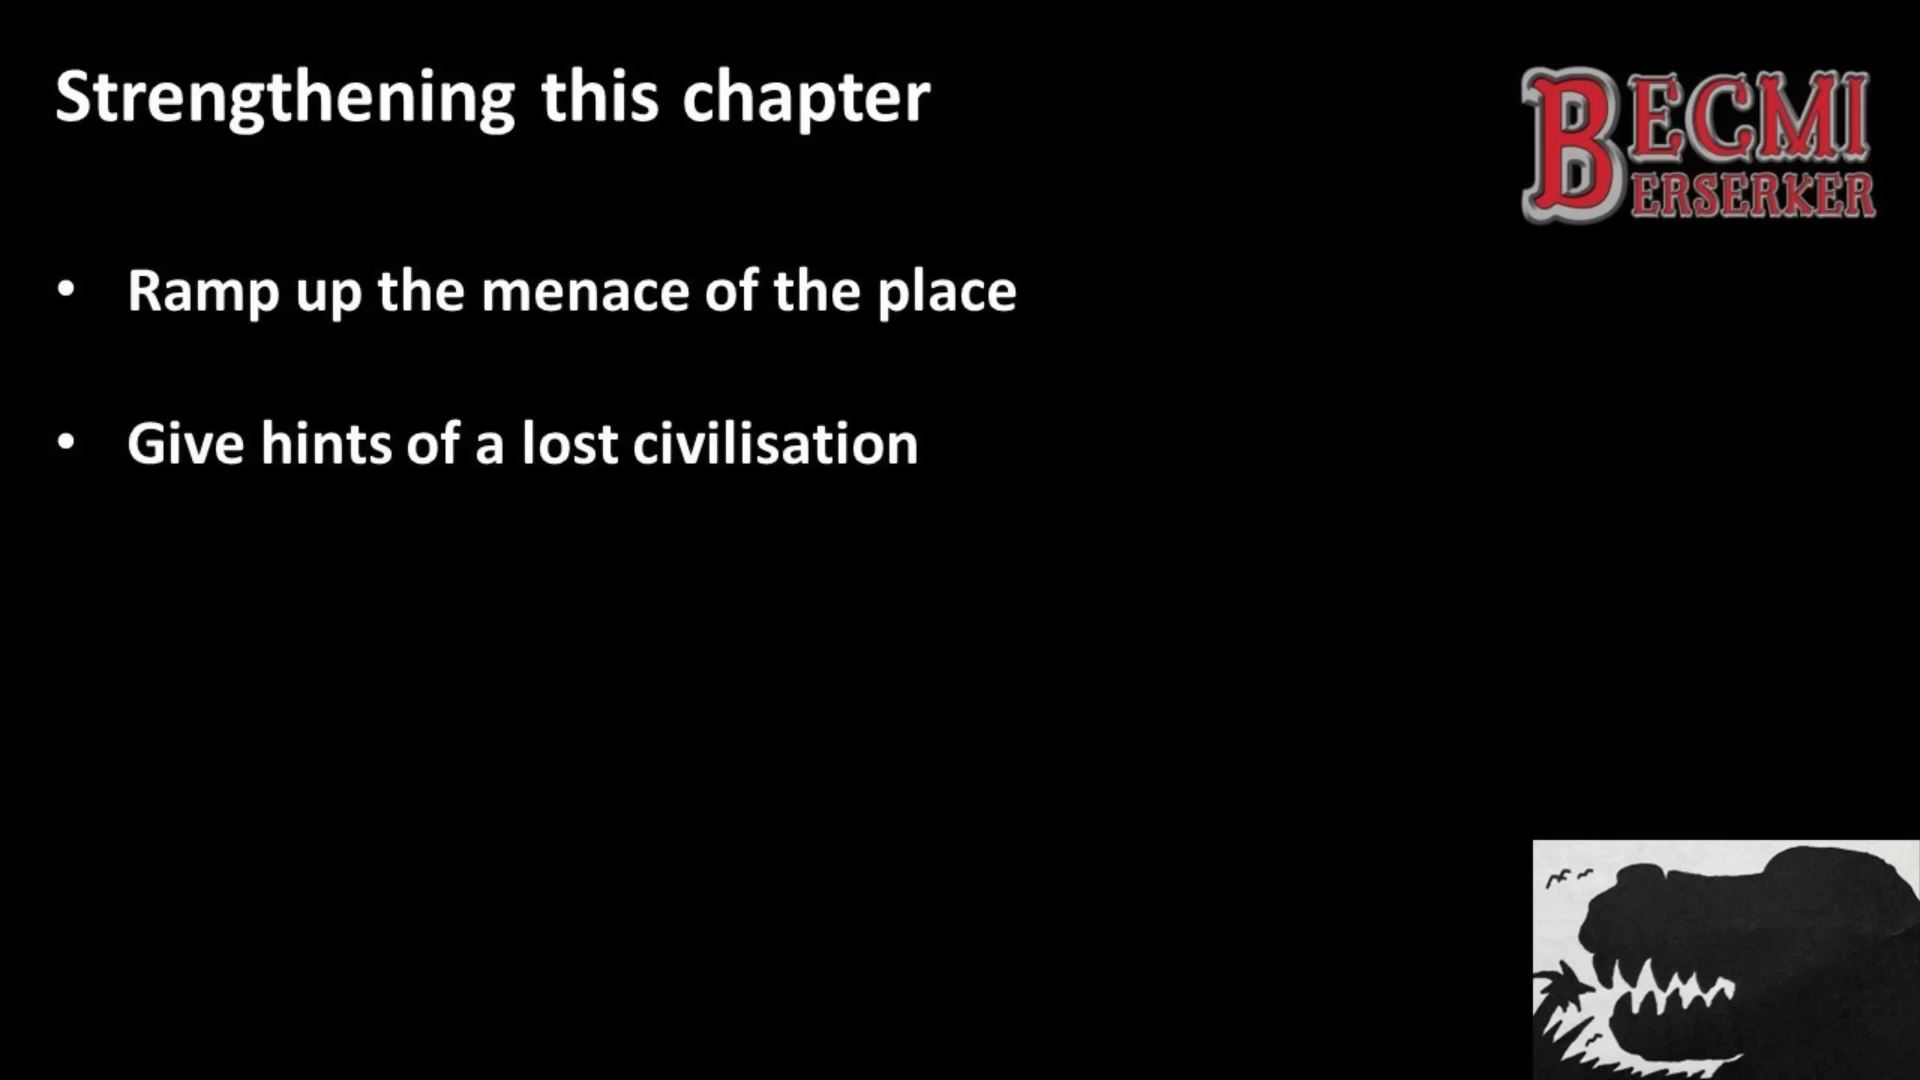 Strengthening this chapter
BECMI
BERSERKER
• Ramp up the menace of the place
• Give hints of a lost civilisation